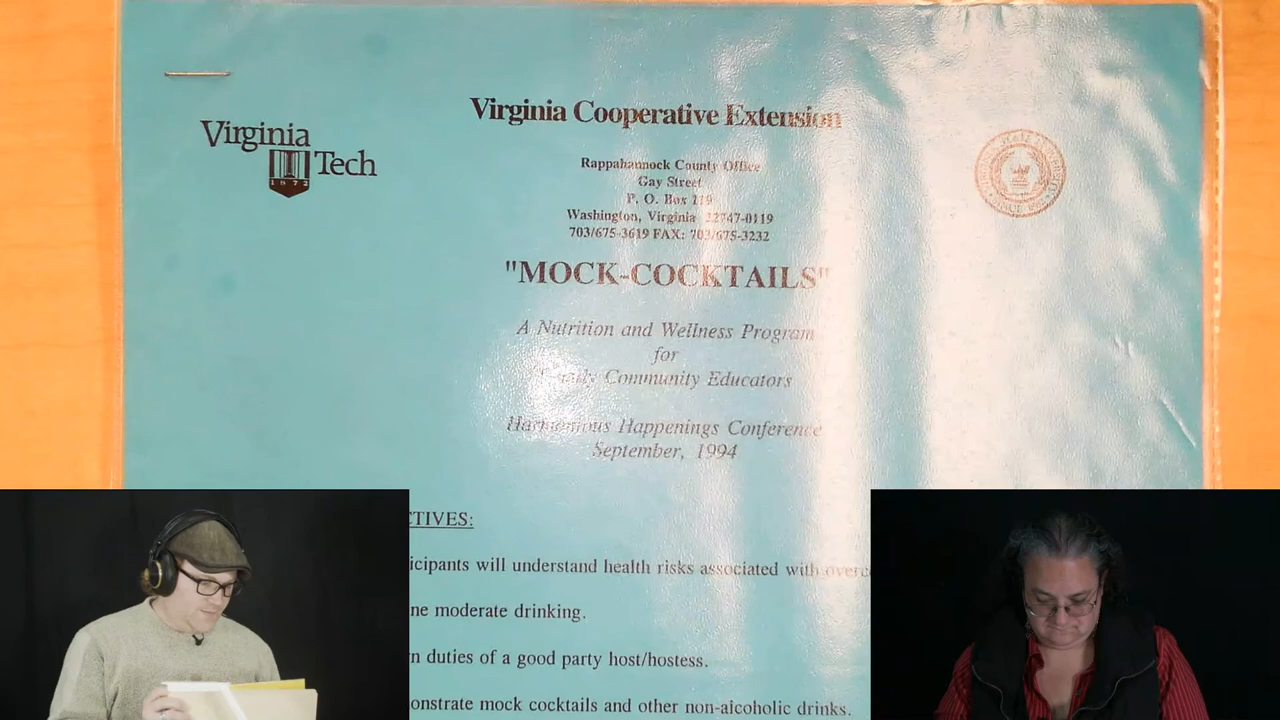 Virginia Cooperative Extension
Virginia
Tech
1872
Rappahannock County Office
Gay Street
P. O. Box 119
Washington, Virginia 22747-0119
703/675-3619 FAX: 703/675-3232
"MOCK-COCKTAILS"
A Nutrition and Wellness Program
for
Community Educators
Harmonious Happenings Conference
September, 1994
CTIVES:
icipants will understand health risks associated with overc
ne moderate drinking.
n duties of a good party host/hostess.
onstrate mock cocktails and other non-alcoholic drinks.